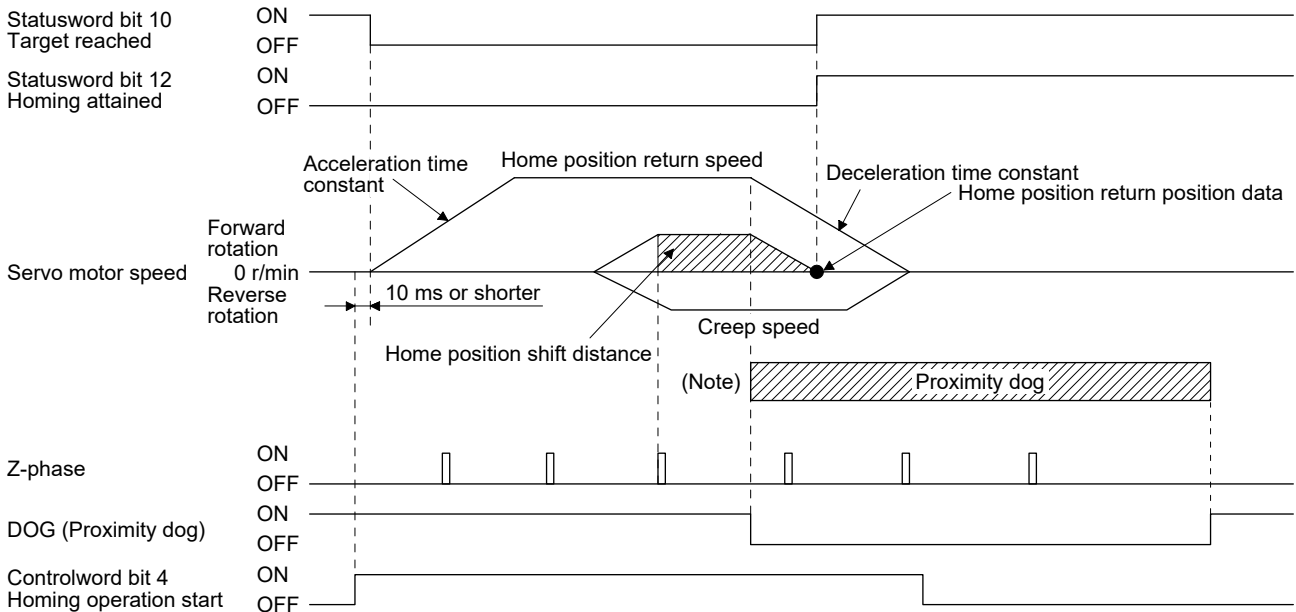 Statusword bit 10
Target reached
ON
OFF
Statusword bit 12
Homing attained
ON
OFF
Acceleration time
constant
Home position return speed
Deceleration time constant
Home position return position data
Forward
rotation
Servo motor speed
0 r/min
Reverse
rotation
10 ms or shorter
Creep speed
Home position shift distance
(Note)
Proximity dog
Z-phase
ON
OFF
DOG (Proximity dog)
ON
OFF
Controlword bit 4
Homing operation start
ON
OFF